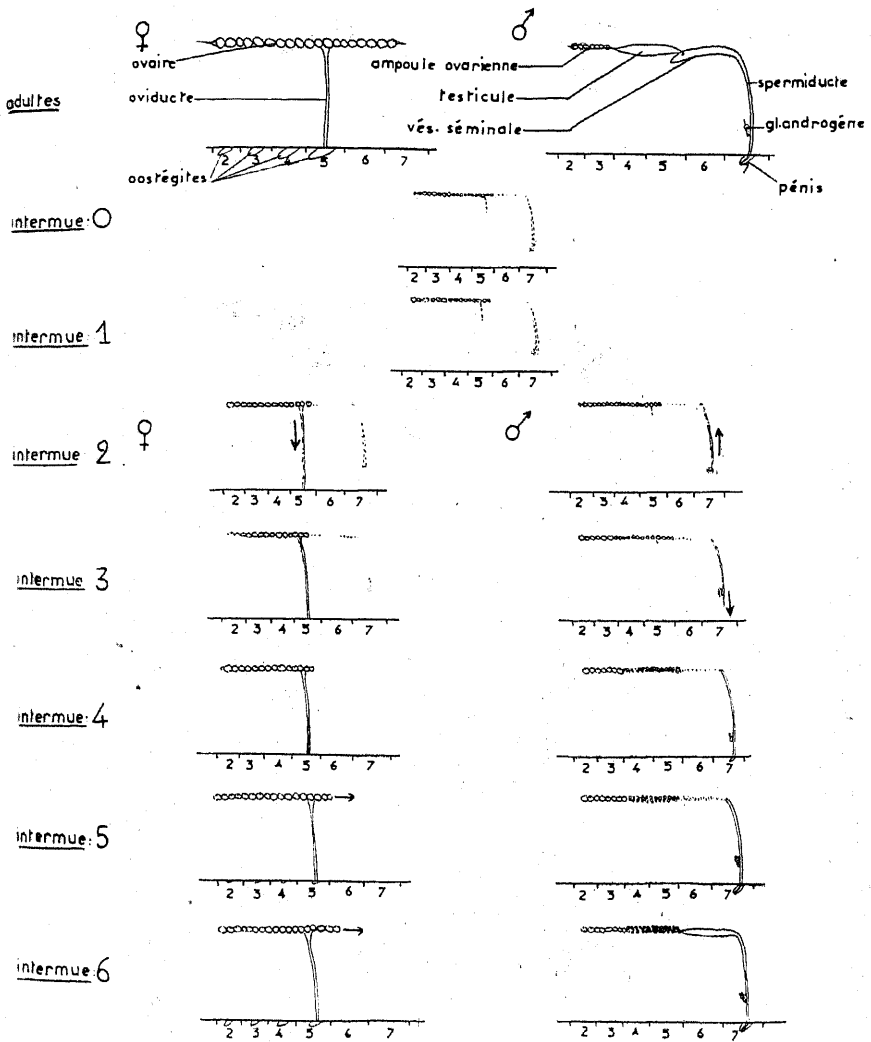 ♀ ♂
ovaire
ampoule ovarienne
adultes
oviducte
testicule
spermiducte
vés. séminale
gl.androgène
2 3 4 5 6 7
2 3 4 5 6 7
oostégites
pénis
intermue: 0
2 3 4 5 6 7
intermue 1
2 3 4 5 6 7
♀ ♂
intermue 2
2 3 4 5 6 7
2 3 4 5 6 7
intermue 3
2 3 4 5 6 7
2 3 4 5 6 7
intermue: 4
2 3 4 5 6 7
2 3 4 5 6 7
intermue: 5
2 3 4 5 6 7
2 3 4 5 6 7
intermue: 6
2 3 4 5 6 7
2 3 4 5 6 7